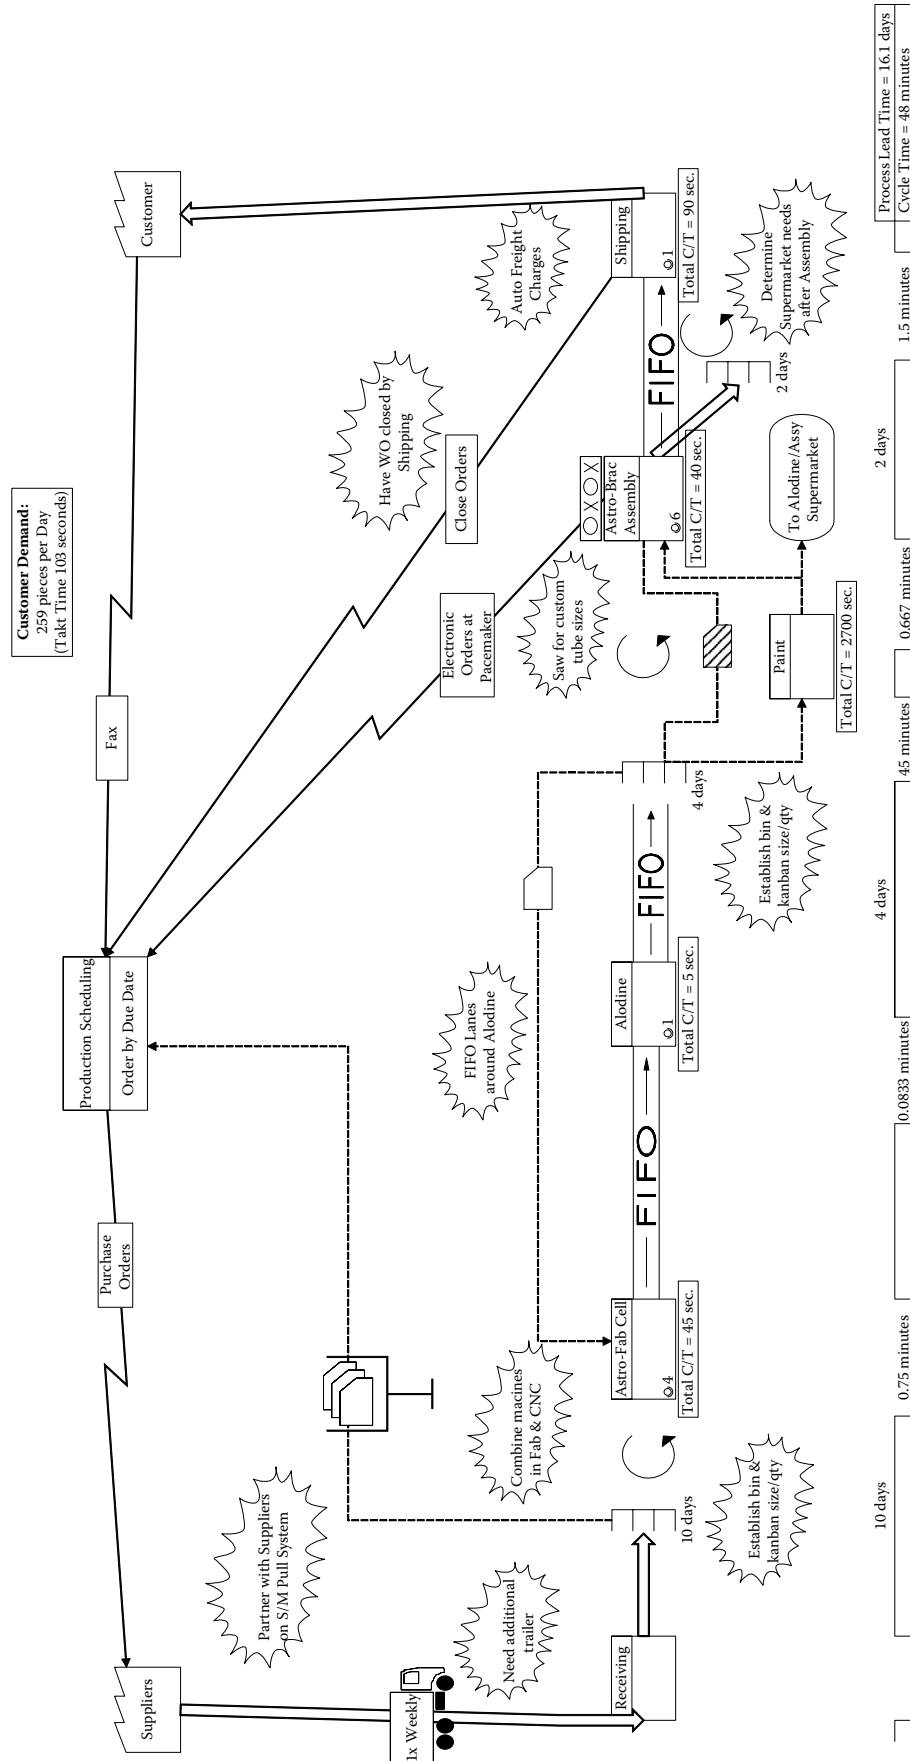 Customer Demand:
259 pieces per Day
(Takt Time 103 seconds)
Suppliers
Purchase
Orders
Production Scheduling
Order by Due Date
Fax
Customer
1x Weekly
Partner with Suppliers
on S/M Pull System
Need additional
trailer
Combine macines
in Fab & CNC
FIFO Lanes
around Alodine
Electronic
Orders at
Pacemaker
Close Orders
Have WO closed by
Shipping
Auto Freight
Charges
Saw for custom
tube sizes
Receiving
10 days
Establish bin &
kanban size/qty
Astro-Fab Cell
4
Total C/T = 45 sec.
FIFO
Alodine
1
Total C/T = 5 sec.
FIFO
4 days
Establish bin &
kanban size/qty
Paint
Total C/T = 2700 sec.
To Alodine/Assy
Supermarket
OXOX
Astro-Brac
Assembly
6
Total C/T = 40 sec.
FIFO
2 days
Determine
Supermarket needs
after Assembly
Shipping
1
Total C/T = 90 sec.
10 days
0.75 minutes
0.0833 minutes
4 days
45 minutes
0.667 minutes
2 days
1.5 minutes
Process Lead Time = 16.1 days
Cycle Time = 48 minutes